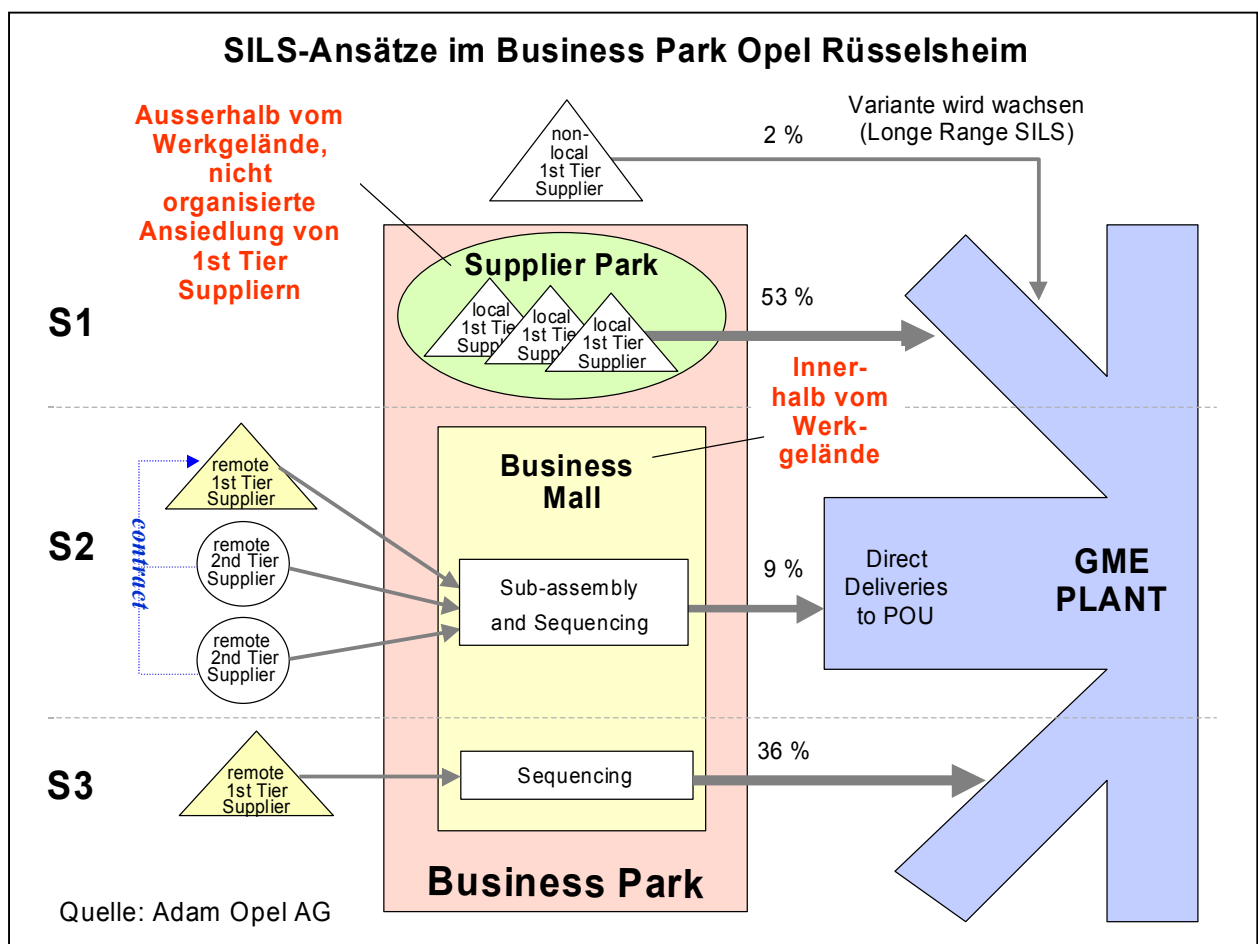 SILS-Ansätze im Business Park Opel Rüsselsheim
Ausserhalb vom
Werkgelände,
nicht
organisierte
Ansiedlung von
1st Tier
Suppliern
non-
local
1st Tier
Supplier
2 %
Variante wird wachsen
(Longe Range SILS)
S1
Supplier Park
local
1st Tier
Supp
local
1st Tier
Supp
local
1st Tier
Supplier
53 %
Inner-
halb vom
Werk-
gelände
S2
contract
remote
1st Tier
Supplier
remote
2nd Tier
Supplier
remote
2nd Tier
Supplier
Business
Mall
Sub-assembly
and Sequencing
9 %
Direct
Deliveries
to POU
GME
PLANT
S3
remote
1st Tier
Supplier
Sequencing
36 %
Business Park
Quelle: Adam Opel AG